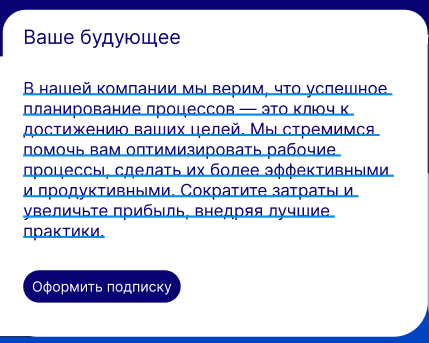 Ваше будующее
В нашей компании мы верим, что успешное
планирование процессов — это ключ к
достижению ваших целей. Мы стремимся
помочь вам оптимизировать рабочие
процессы, сделать их более эффективными
и продуктивными. Сократите затраты и
увеличьте прибыль, внедряя лучшие
практики.
Оформить подписку